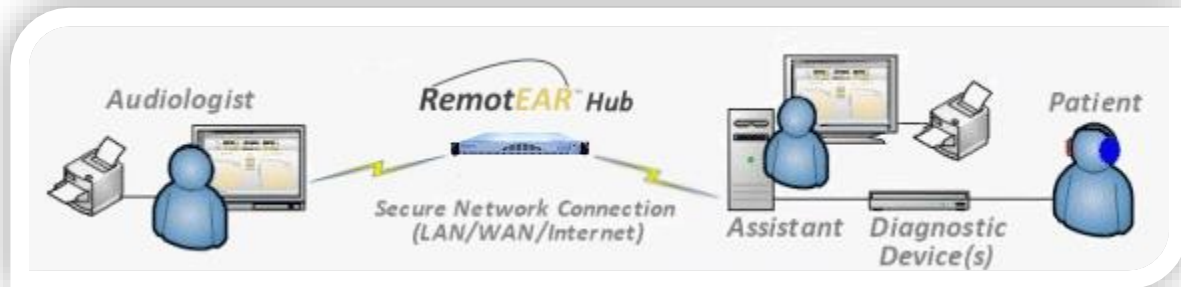 Audiologist
RemotEAR™ Hub
Secure Network Connection
(LAN/WAN/Internet)
Assistant
Diagnostic
Device(s)
Patient